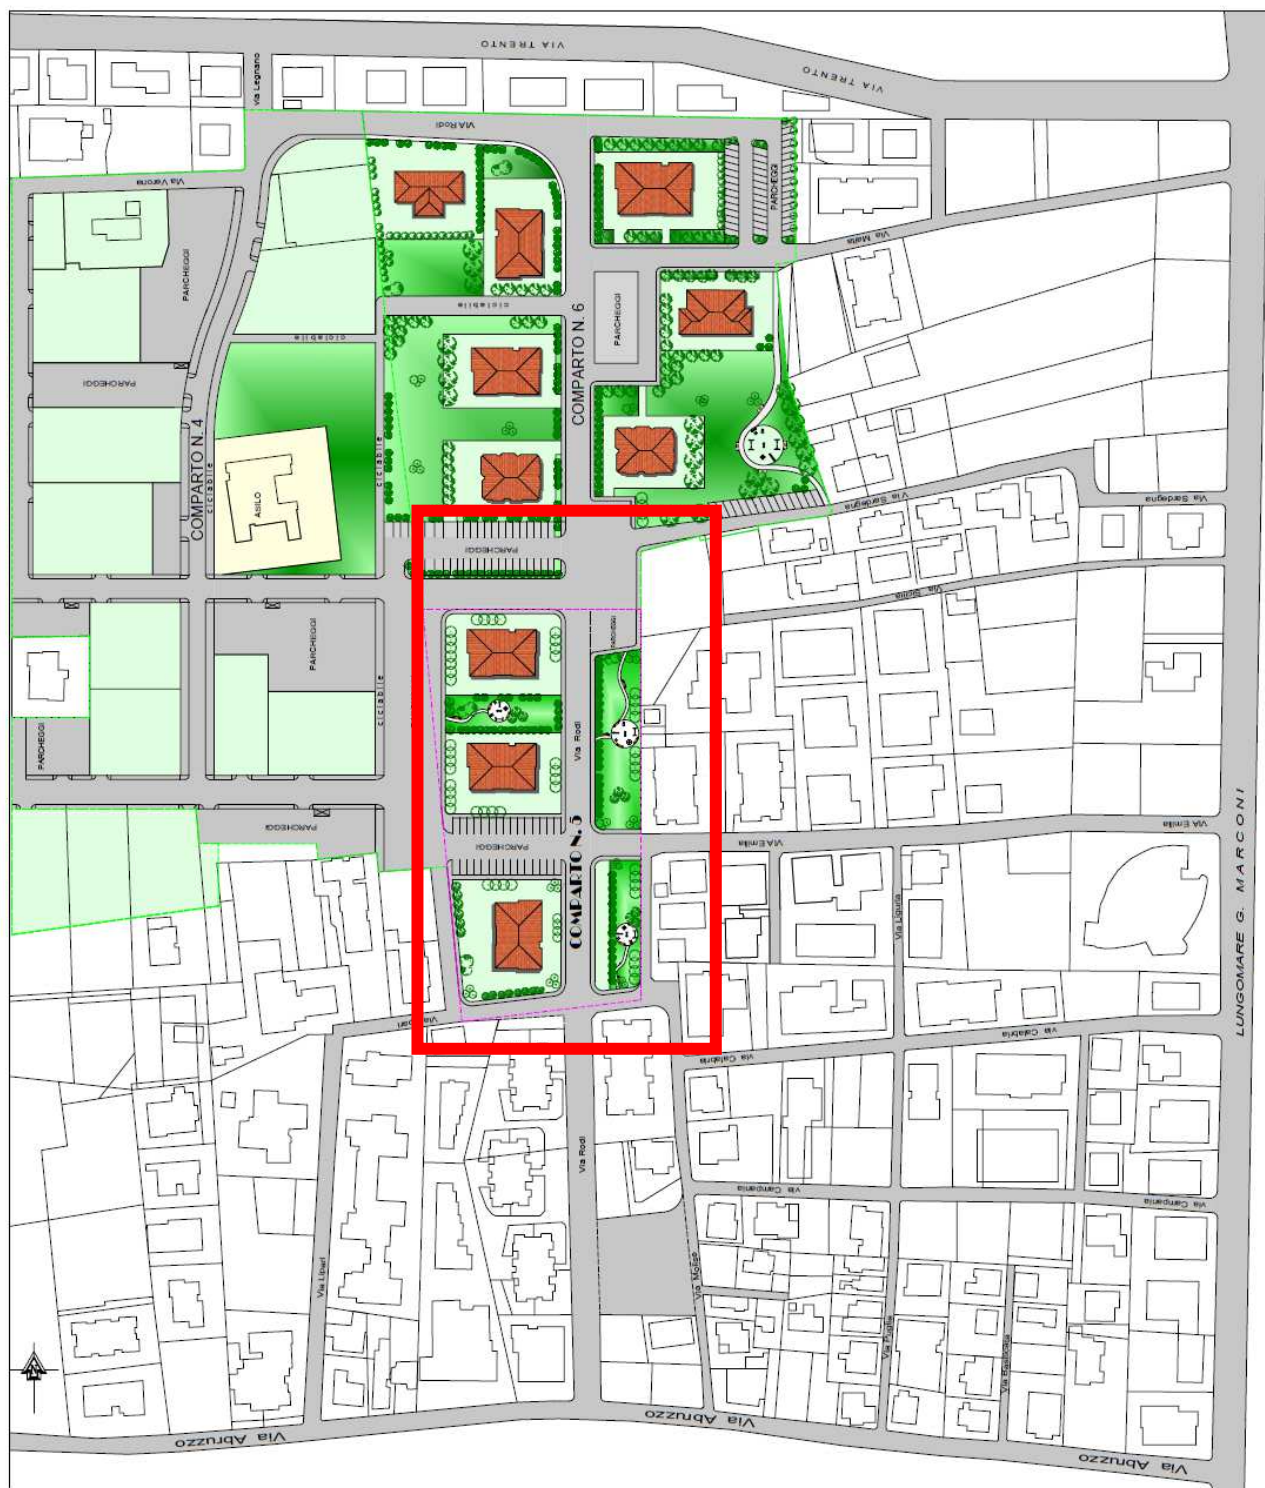 VIA TRENTO
VIA TRENTO
via Legnano
VIA Rodi
Via Verona
PARCHEGGI
PARCHEGGI
Via Malta
ciclabile
ciclabile
COMPARTO N. 6
PARCHEGGI
PARCHEGGI
COMPARTO N. 4
ciclabile
ciclabile
ASILO
Via Sardegna
Via Sardegna
PARCHEGGI
Via Sicilia
PARCHEGGI
PARCHEGGI
ciclabile
PARCHEGGI
Via Rodi
PARCHEGGI
COMPARTO N. 5
PARCHEGGI
VIA Emilia
VIA Emilia
LUNGOMARE G. MARCONI
Via Liguria
via Calabria
via Calabria
Via Rodi
via Campania
via Campania
Via Lipari
Via Molise
Via Puglia
Via Basilicata
Via Abruzzo
Via Abruzzo
Via Abruzzo